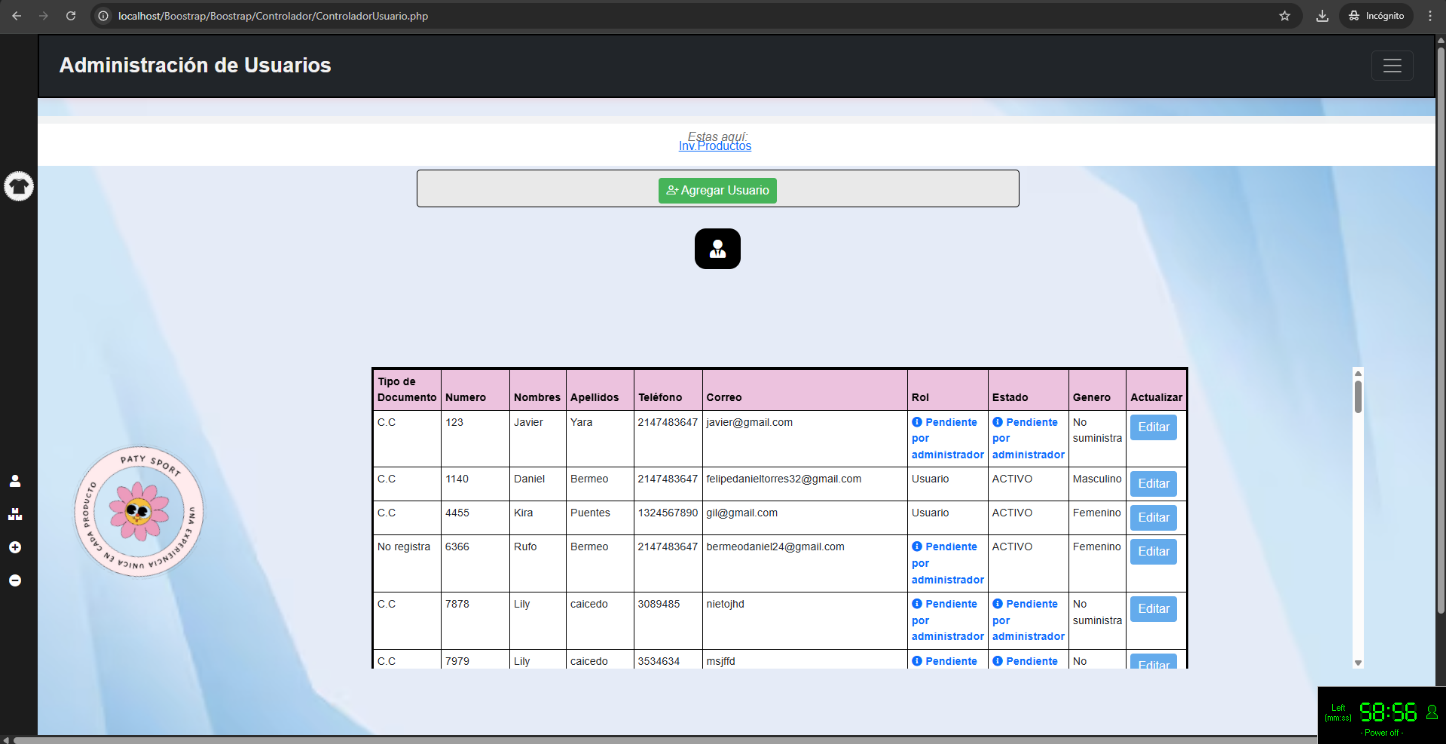 localhost/Boostrap/Boostrap/Controlador/ControladorUsuario.php
Incógnito
Administración de Usuarios
Estas aquí:
Inv.Productos
Agregar Usuario
Tipo de Documento Numero Nombres Apellidos Teléfono Correo Rol Estado Genero Actualizar
C.C 123 Javier Yara 2147483647 javier@gmail.com Pendiente por administrador Pendiente por administrador No suministra Editar
C.C 1140 Daniel Bermeo 2147483647 felipedanieltorres32@gmail.com Usuario ACTIVO Masculino Editar
C.C 4455 Kira Puentes 1324567890 gil@gmail.com Usuario ACTIVO Femenino Editar
No registra 6366 Rufo Bermeo 2147483647 bermeodaniel24@gmail.com Pendiente por administrador ACTIVO Femenino Editar
C.C 7878 Lily caicedo 3089485 nietojhd Pendiente por administrador Pendiente por administrador No suministra Editar
C.C 7979 Lily caicedo 3534634 msjffd Pendiente Pendiente No Editar
PATY SPORT
UNA EXPERIENCIA UNICA EN CADA PRODUCTO
Left
(mm:ss)
58:56
- Power off -